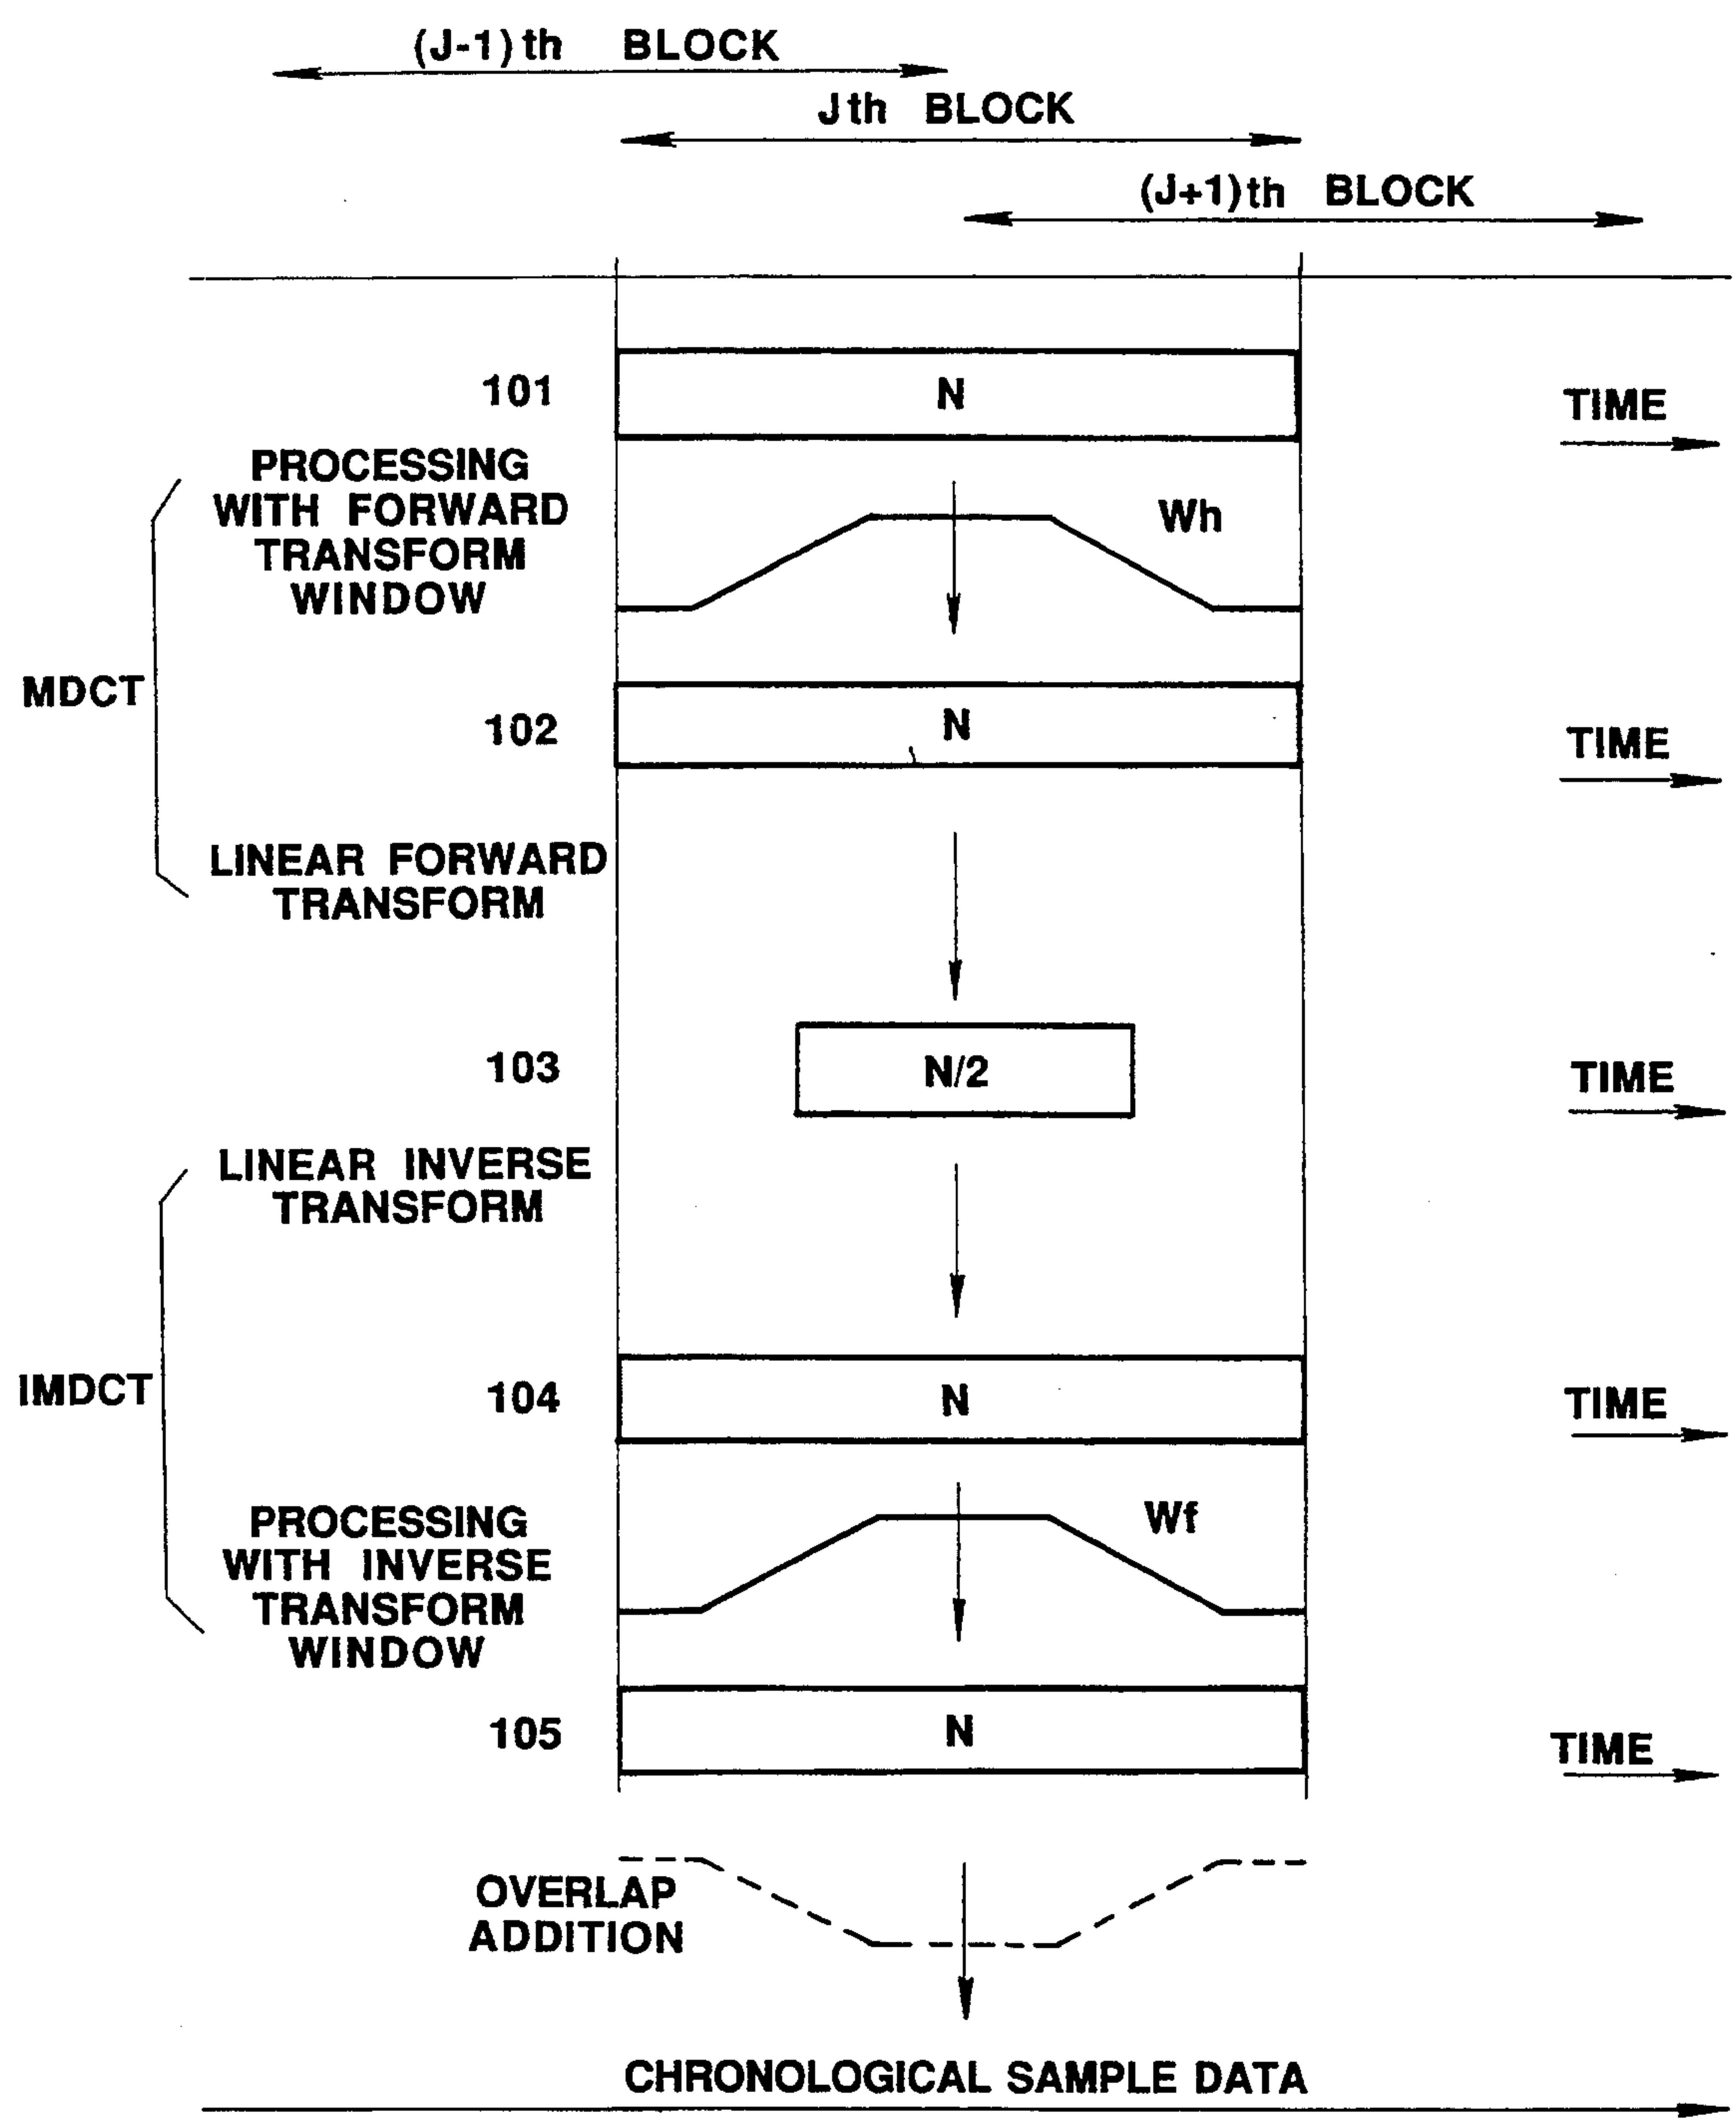 (J-1)th BLOCK
Jth BLOCK
(J+1)th BLOCK
101
N
TIME
PROCESSING
WITH FORWARD
TRANSFORM
WINDOW
Wh
MDCT
102
N
TIME
LINEAR FORWARD
TRANSFORM
103
N/2
TIME
LINEAR INVERSE
TRANSFORM
IMDCT
104
N
TIME
PROCESSING
WITH INVERSE
TRANSFORM
WINDOW
Wf
105
N
TIME
OVERLAP
ADDITION
CHRONOLOGICAL SAMPLE DATA